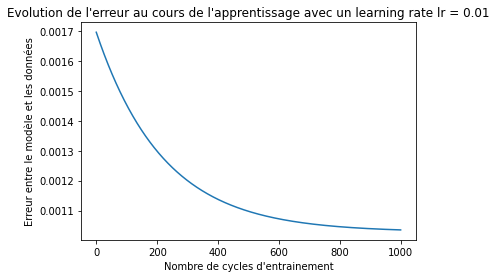 Evolution de l'erreur au cours de l'apprentissage avec un learning rate lr = 0.01
Erreur entre le modèle et les données
0.0017
0.0016
0.0015
0.0014
0.0013
0.0012
0.0011
0 200 400 600 800 1000
Nombre de cycles d'entrainement